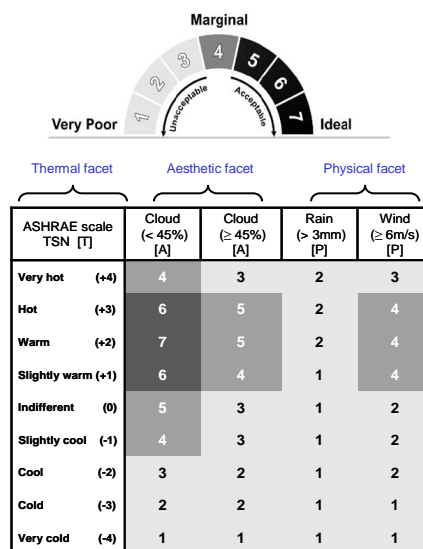 Marginal
1 2 3 4 5 6 7
Unacceptable Acceptable
Very Poor Ideal
Thermal facet Aesthetic facet Physical facet
ASHRAE scale TSN [T] Cloud (< 45%) [A] Cloud (≥ 45%) [A] Rain (> 3mm) [P] Wind (≥ 6m/s) [P]
Very hot (+4) 4 3 2 3
Hot (+3) 6 5 2 4
Warm (+2) 7 5 2 4
Slightly warm (+1) 6 4 1 4
Indifferent (0) 5 3 1 2
Slightly cool (-1) 4 3 1 2
Cool (-2) 3 2 1 2
Cold (-3) 2 2 1 1
Very cold (-4) 1 1 1 1